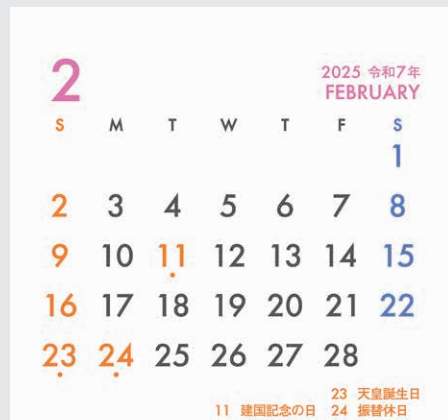 2
2025 令和7年
FEBRUARY
S M T W T F S
1
2 3 4 5 6 7 8
9 10 11 12 13 14 15
16 17 18 19 20 21 22
23 24 25 26 27 28
23 天皇誕生日
11 建国記念の日 24 振替休日